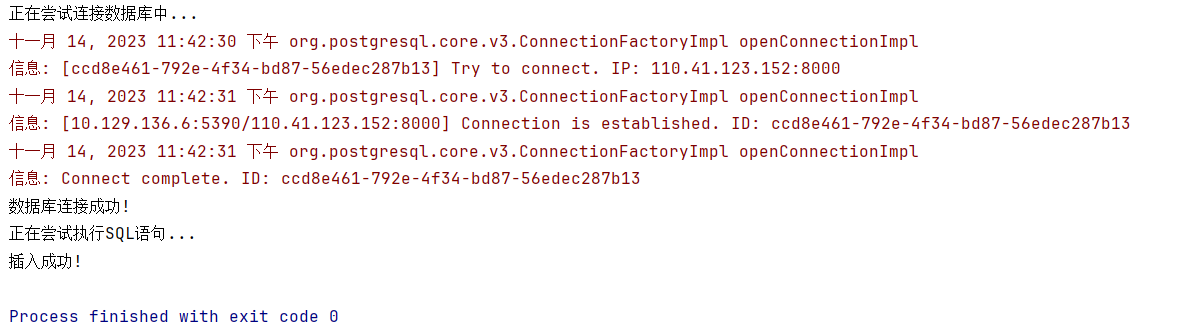 正在尝试连接数据库中...
十一月 14, 2023 11:42:30 下午 org.postgresql.core.v3.ConnectionFactoryImpl openConnectionImpl
信息: [ccd8e461-792e-4f34-bd87-56edec287b13] Try to connect. IP: 110.41.123.152:8000
十一月 14, 2023 11:42:31 下午 org.postgresql.core.v3.ConnectionFactoryImpl openConnectionImpl
信息: [10.129.136.6:5390/110.41.123.152:8000] Connection is established. ID: ccd8e461-792e-4f34-bd87-56edec287b13
十一月 14, 2023 11:42:31 下午 org.postgresql.core.v3.ConnectionFactoryImpl openConnectionImpl
信息: Connect complete. ID: ccd8e461-792e-4f34-bd87-56edec287b13
数据库连接成功!
正在尝试执行SQL语句...
插入成功!
Process finished with exit code 0